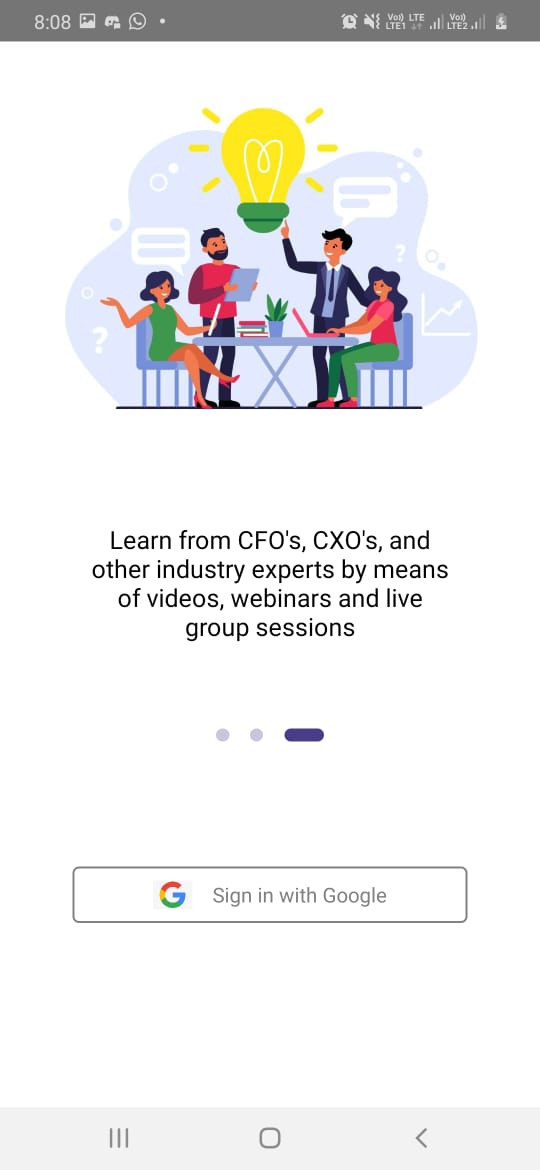 8:08
Vo)) LTE
LTE1
Vo))
LTE2
?
?
Learn from CFO's, CXO's, and
other industry experts by means
of videos, webinars and live
group sessions
G Sign in with Google